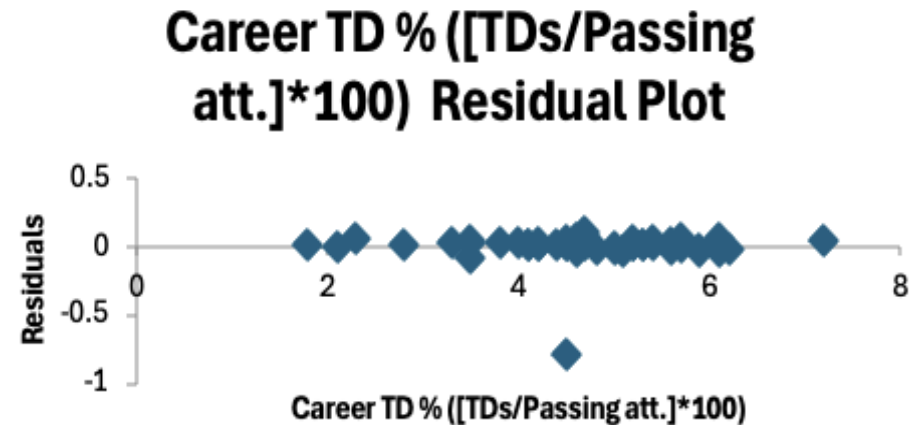 Career TD % ([TDs/Passing
att.]*100) Residual Plot
0.5
0
-0.5
-1
Residuals
0 2 4 6 8
Career TD % ([TDs/Passing att.]*100)